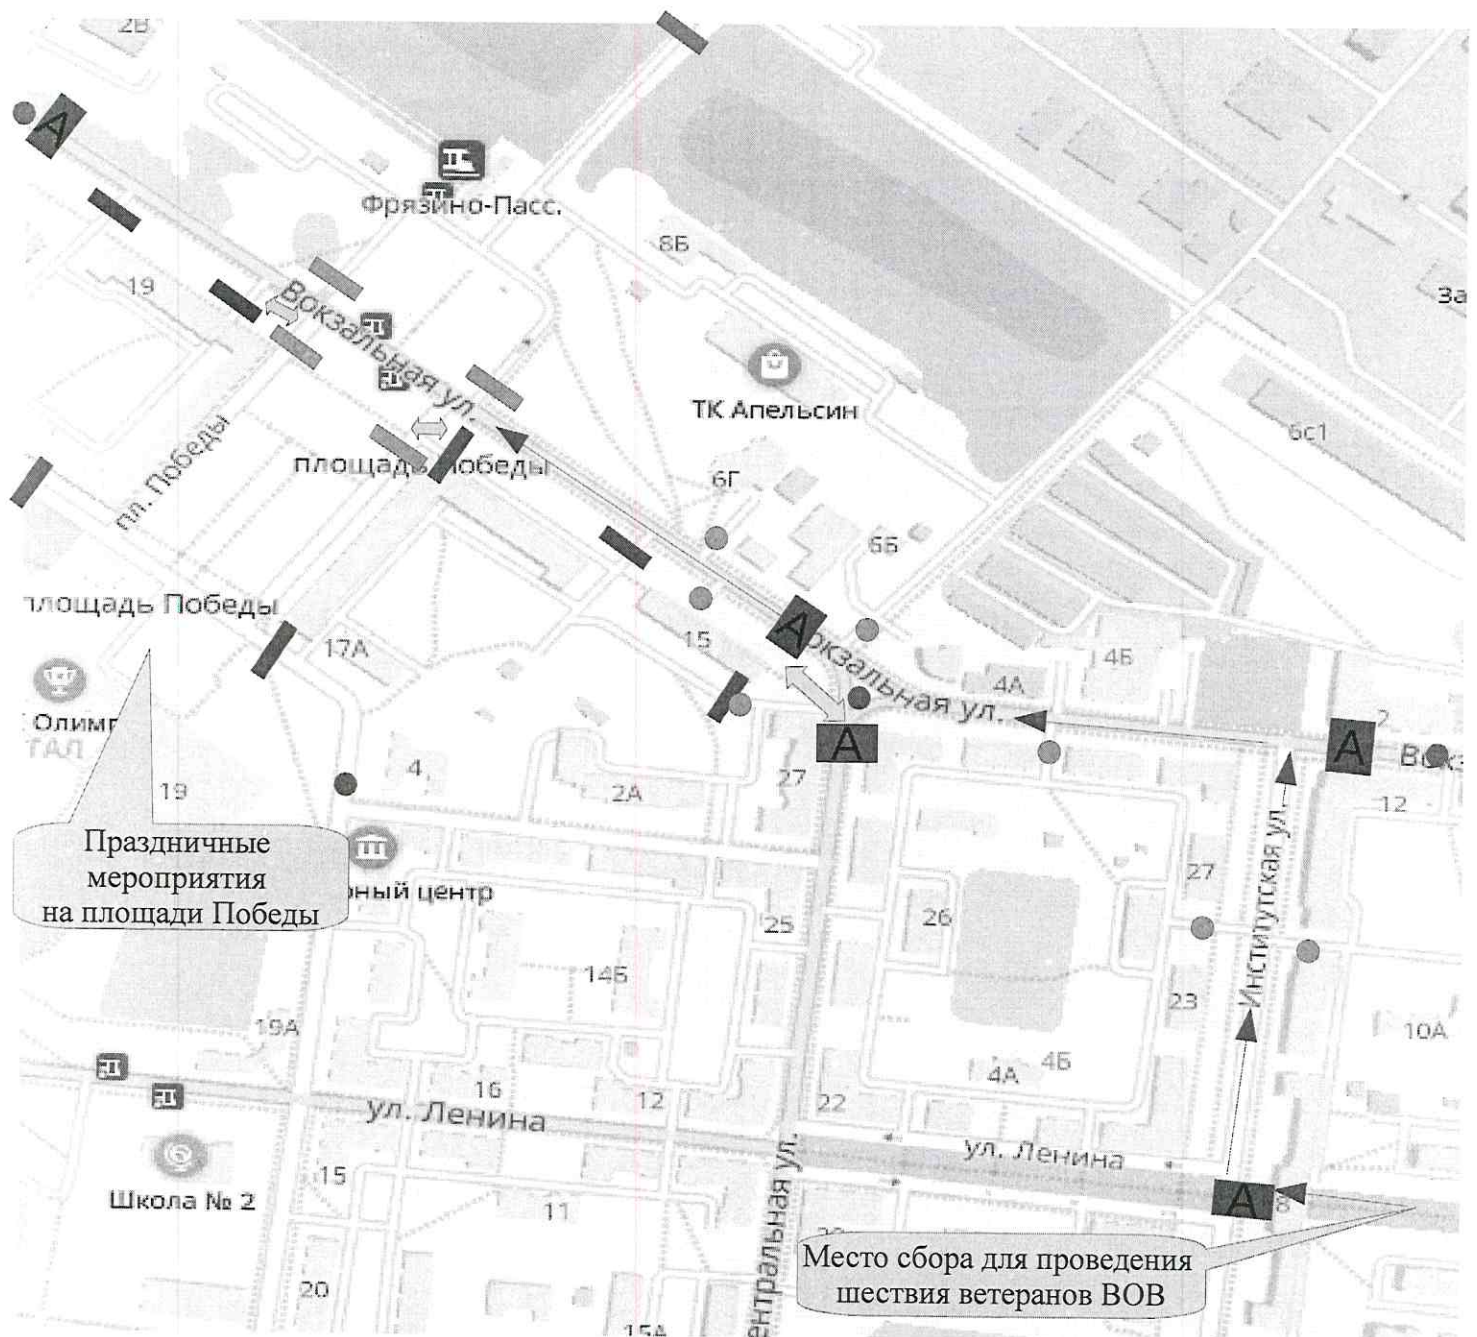 2В
А
Фрязино-Пасс.
8Б
19
Вокзальная ул.
За
ТК Апельсин
6с1
пл. Победы
площадь Победы
6Г
6Б
площадь Победы
17А
15
А
Вокзальная ул.
4А
4Б
2
А
Олимп
ГАЛ
А
19
4
2А
27
12
Праздничные
мероприятия
на площади Победы
рный центр
27
Институтская ул.
25
26
14Б
23
19А
10А
4А
4Б
16
12
22
ул. Ленина
ул. Ленина
Школа № 2
15
11
А
8
Центральная ул.
Место сбора для проведения
шествия ветеранов ВОВ
20
15А